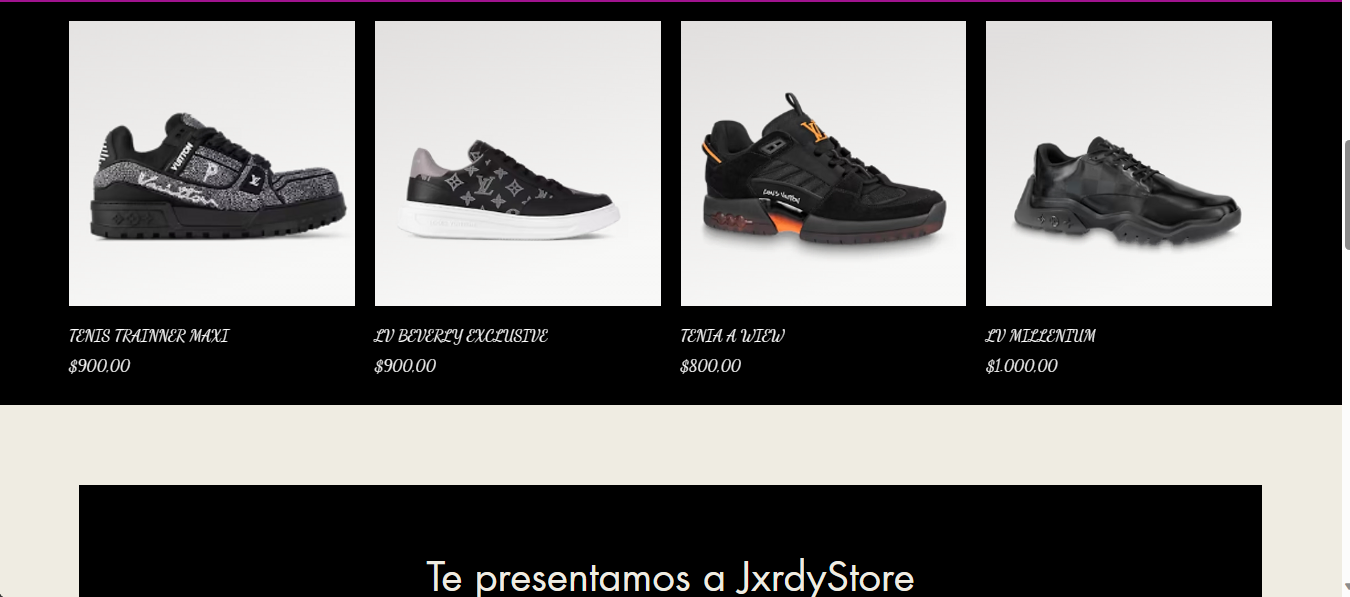 TENIS TRAINNER MAXI
$900.00
LV BEVERLY EXCLUSIVE
$900.00
TENIA A WIEW
$800.00
LV MILLENIUM
$1.000.00
Te presentamos a JxrdyStore